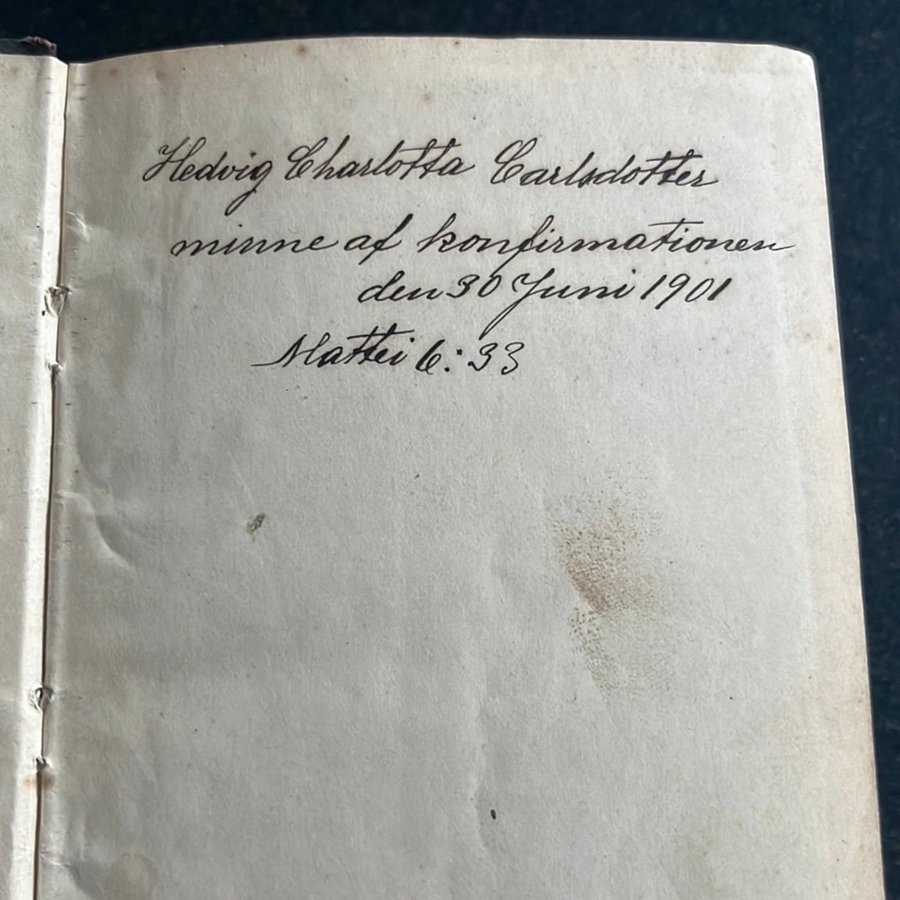 Hedvig Charlotta Carlsdotter
minne af konfirmationen
den 30 Juni 1901
Mattei 6:33